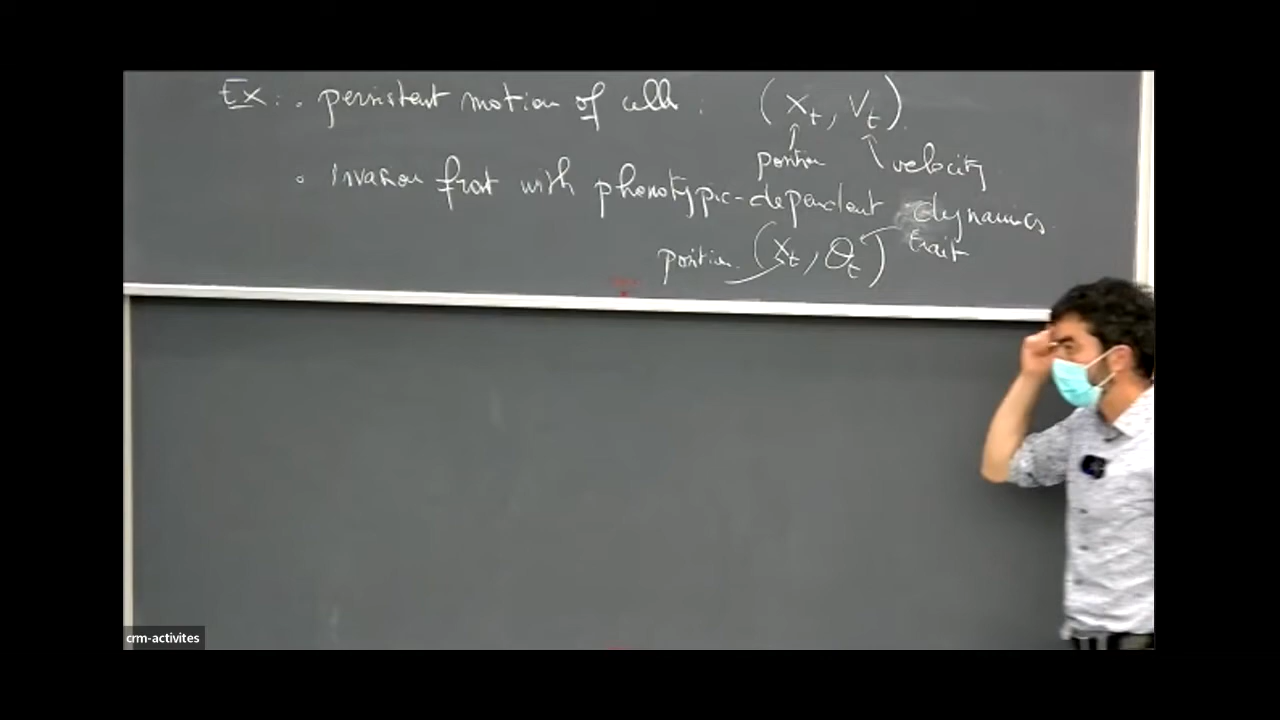 Ex: . persistent motion of cells : (X_t, V_t).
position velocity
. Invasion front with phenotypic-dependent dynamics
position (X_t, θ_t) trait
crm-activites